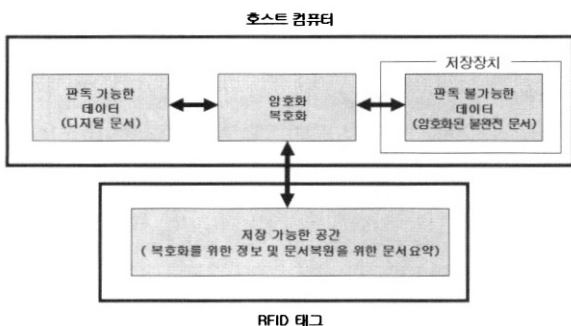 호스트 컴퓨터
저장장치
판독 가능한
데이터
(디지털 문서)
암호화
복호화
판독 불가능한
데이터
(암호화된 불완전 문서)
저장 가능한 공간
( 복호화를 위한 정보 및 문서복원을 위한 문서요약)
RFID 태그